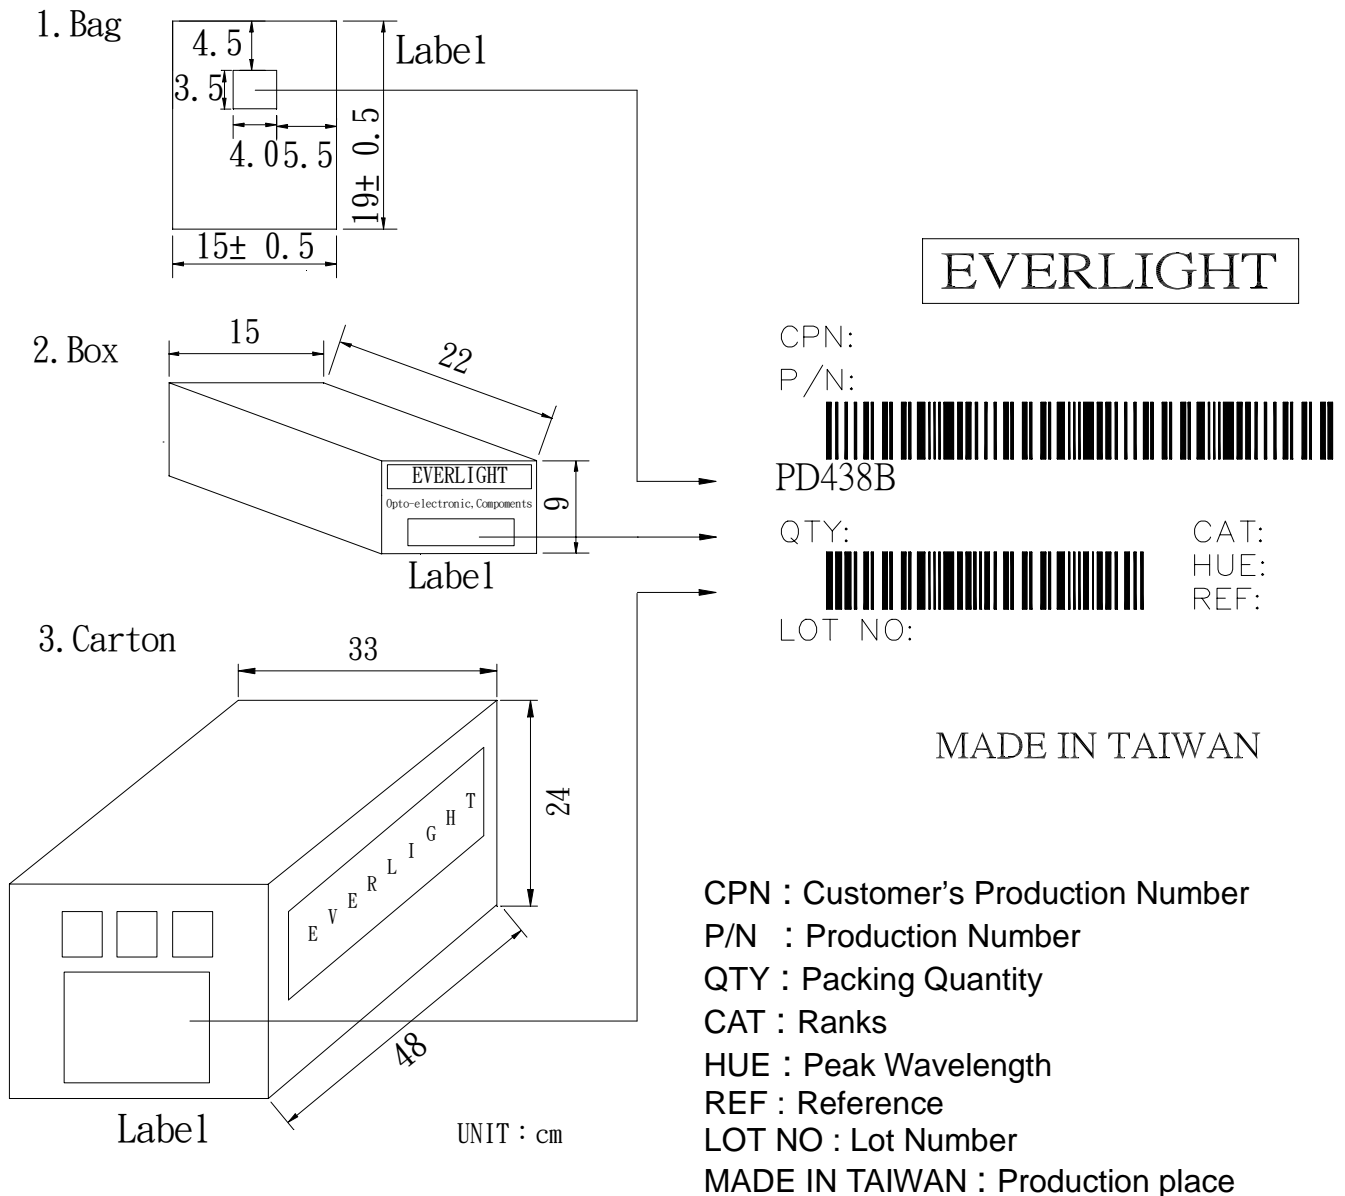 1. Bag
4.5
Label
3.5
4.0
5.5
19± 0.5
15± 0.5
2. Box
15
22
EVERLIGHT
Opto-electronic, Compoments
9
Label
3. Carton
33
24
EVERLIGHT
48
Label
UNIT : cm
EVERLIGHT
CPN:
P/N:
PD438B
QTY:
CAT:
HUE:
REF:
LOT NO:
MADE IN TAIWAN
CPN : Customer’s Production Number
P/N : Production Number
QTY : Packing Quantity
CAT : Ranks
HUE : Peak Wavelength
REF : Reference
LOT NO : Lot Number
MADE IN TAIWAN : Production place